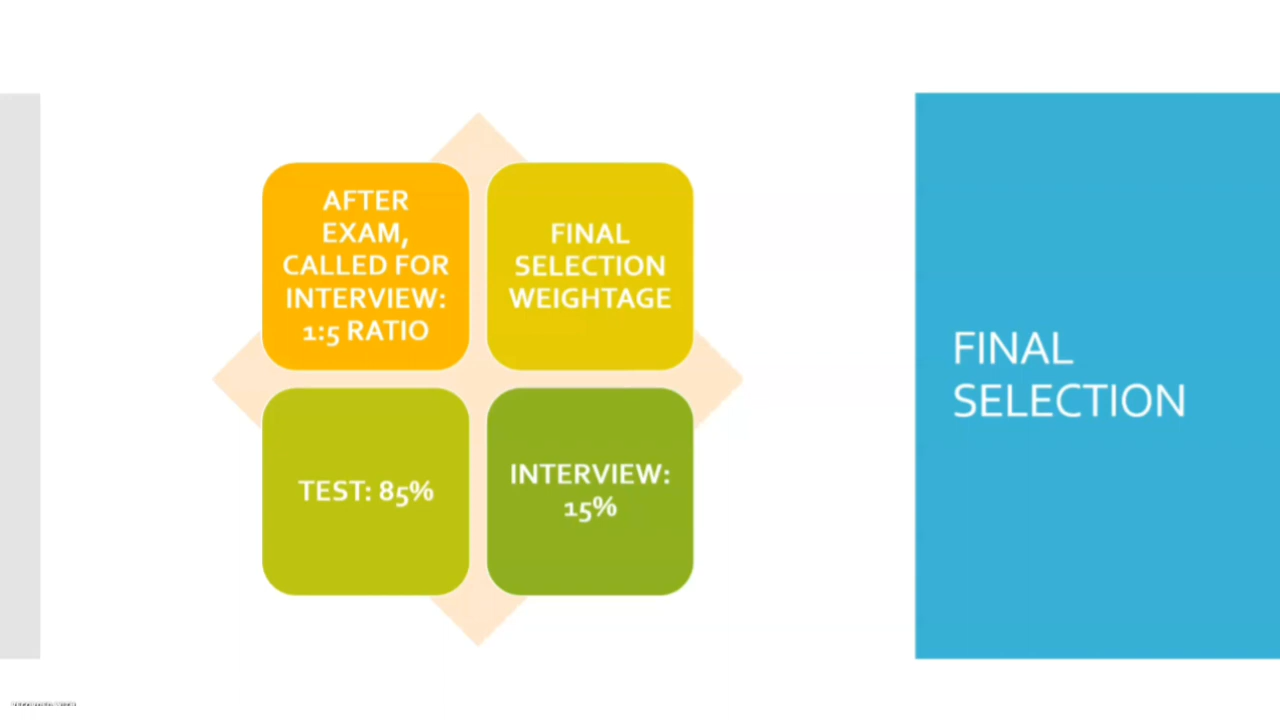 AFTER
EXAM,
CALLED FOR
INTERVIEW:
1:5 RATIO
FINAL
SELECTION
WEIGHTAGE
TEST: 85%
INTERVIEW:
15%
FINAL
SELECTION